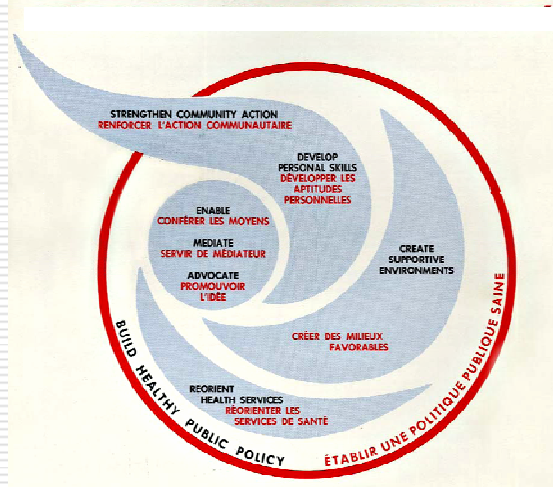 STRENGTHEN COMMUNITY ACTION
RENFORCER L'ACTION COMMUNAUTAIRE
DEVELOP
PERSONAL SKILLS
DÉVELOPPER LES
APTITUDES
PERSONNELLES
ENABLE
CONFÉRER LES MOYENS
MEDIATE
SERVIR DE MÉDIATEUR
ADVOCATE
PROMOUVOIR
L'IDÉE
CREATE
SUPPORTIVE
ENVIRONMENTS
CRÉER DES MILIEUX
FAVORABLES
REORIENT
HEALTH SERVICES
RÉORIENTER LES
SERVICES DE SANTÉ
BUILD HEALTHY PUBLIC POLICY
ÉTABLIR UNE POLITIQUE PUBLIQUE SAINE